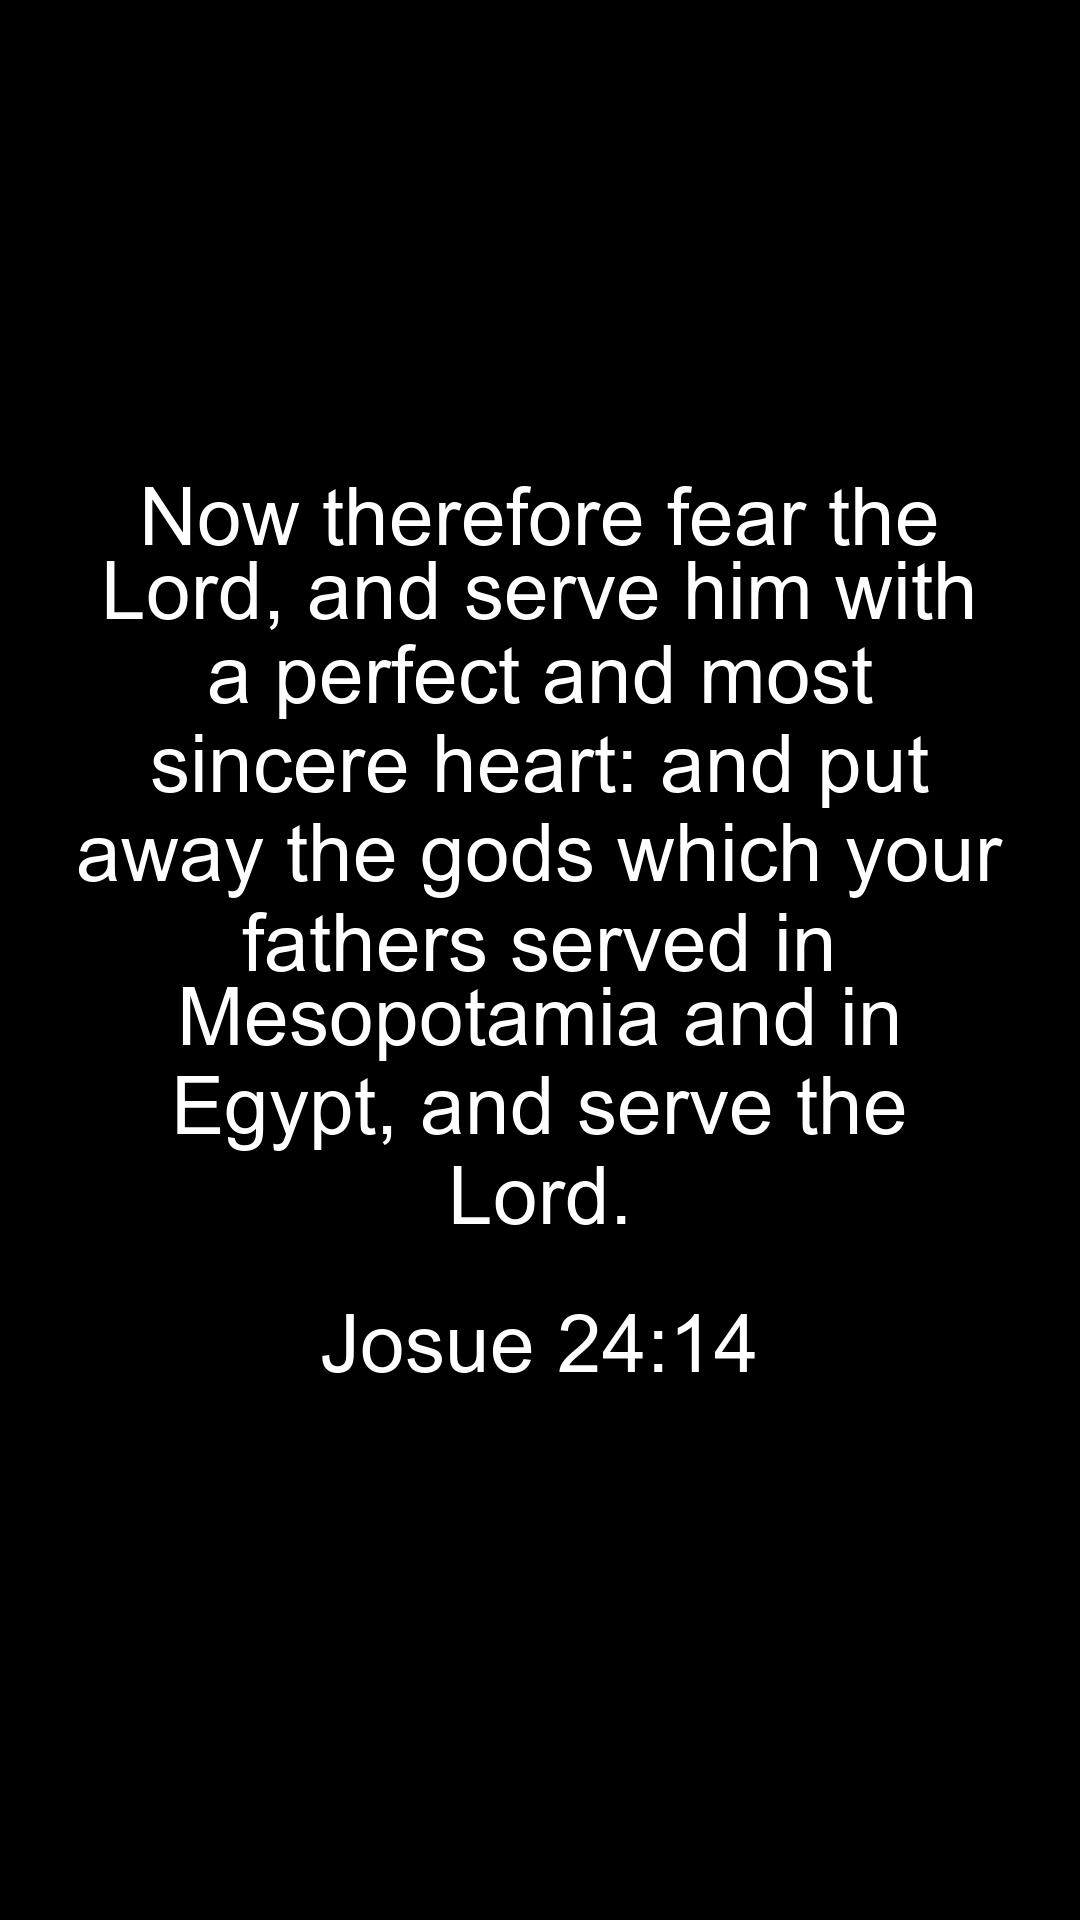 Now therefore fear the
Lord, and serve him with
a perfect and most
sincere heart: and put
away the gods which your
fathers served in
Mesopotamia and in
Egypt, and serve the
Lord.
Josue 24:14